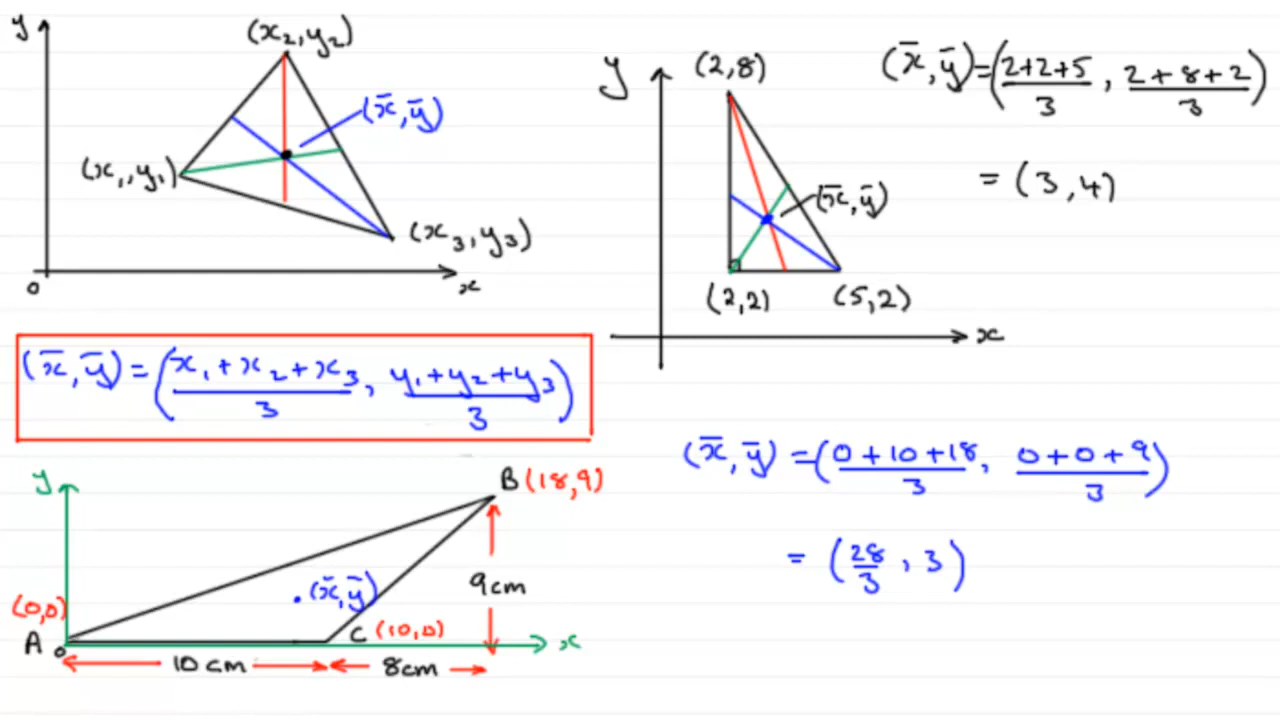 y
(x₂,y₂)
(x̄,ȳ)
(x₁,y₁)
(x₃,y₃)
0
x
(x̄,ȳ)=(x₁+x₂+x₃/3, y₁+y₂+y₃/3)
y
(2,8)
(x̄,ȳ)
(2,2)
(5,2)
x
(x̄,ȳ)=(2+2+5/3, 2+8+2/3)
=(3,4)
y
B(18,9)
(x̄,ȳ)
9cm
(0,0)
A
0
C (10,0)
x
10cm
8cm
(x̄,ȳ)=(0+10+18/3, 0+0+9/3)
=(28/3, 3)